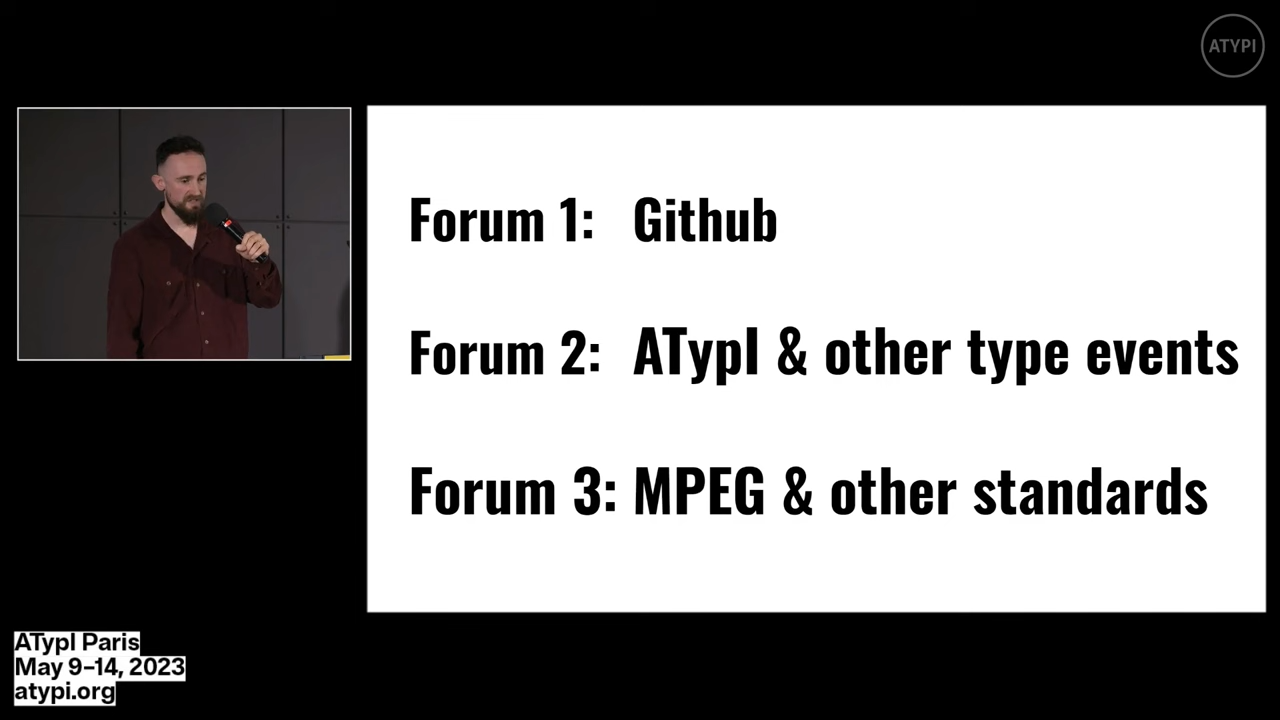 ATYPI
Forum 1: Github
Forum 2: ATypI & other type events
Forum 3: MPEG & other standards
ATypI Paris
May 9–14, 2023
atypi.org